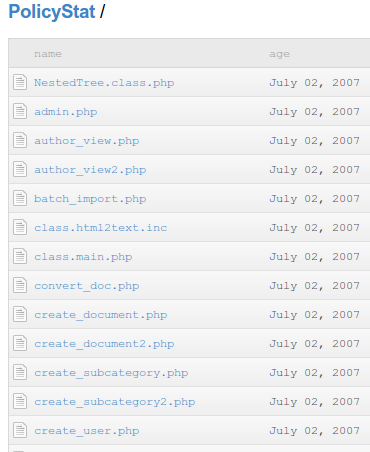 PolicyStat /
name age
NestedTree.class.php July 02, 2007
admin.php July 02, 2007
author_view.php July 02, 2007
author_view2.php July 02, 2007
batch_import.php July 02, 2007
class.html2text.inc July 02, 2007
class.main.php July 02, 2007
convert_doc.php July 02, 2007
create_document.php July 02, 2007
create_document2.php July 02, 2007
create_subcategory.php July 02, 2007
create_subcategory2.php July 02, 2007
create_user.php July 02, 2007